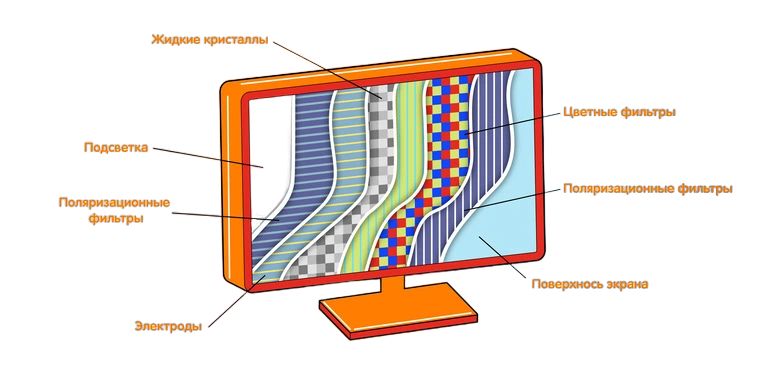 Жидкие кристаллы
Цветные фильтры
Подсветка
Поляризационные
фильтры
Поляризационные фильтры
Поверхнось экрана
Электроды